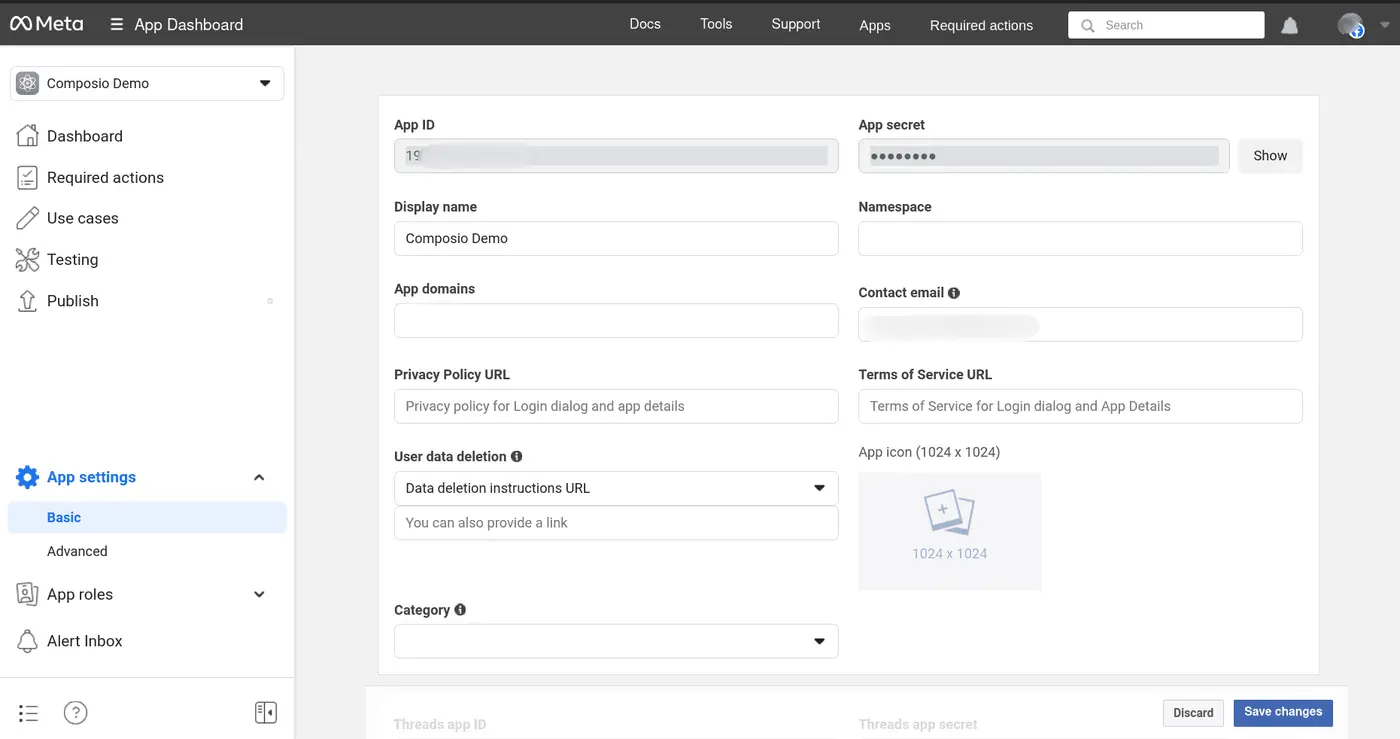 Meta
App Dashboard
Docs
Tools
Support
Apps
Required actions
Search
Composio Demo
Dashboard
Required actions
Use cases
Testing
Publish
App settings
Basic
Advanced
App roles
Alert Inbox
App ID
19
App secret
••••••••
Show
Display name
Composio Demo
Namespace
App domains
Contact email
Privacy Policy URL
Privacy policy for Login dialog and app details
Terms of Service URL
Terms of Service for Login dialog and App Details
User data deletion
Data deletion instructions URL
You can also provide a link
App icon (1024 x 1024)
1024 x 1024
Category
Threads app ID
Threads app secret
Discard
Save changes